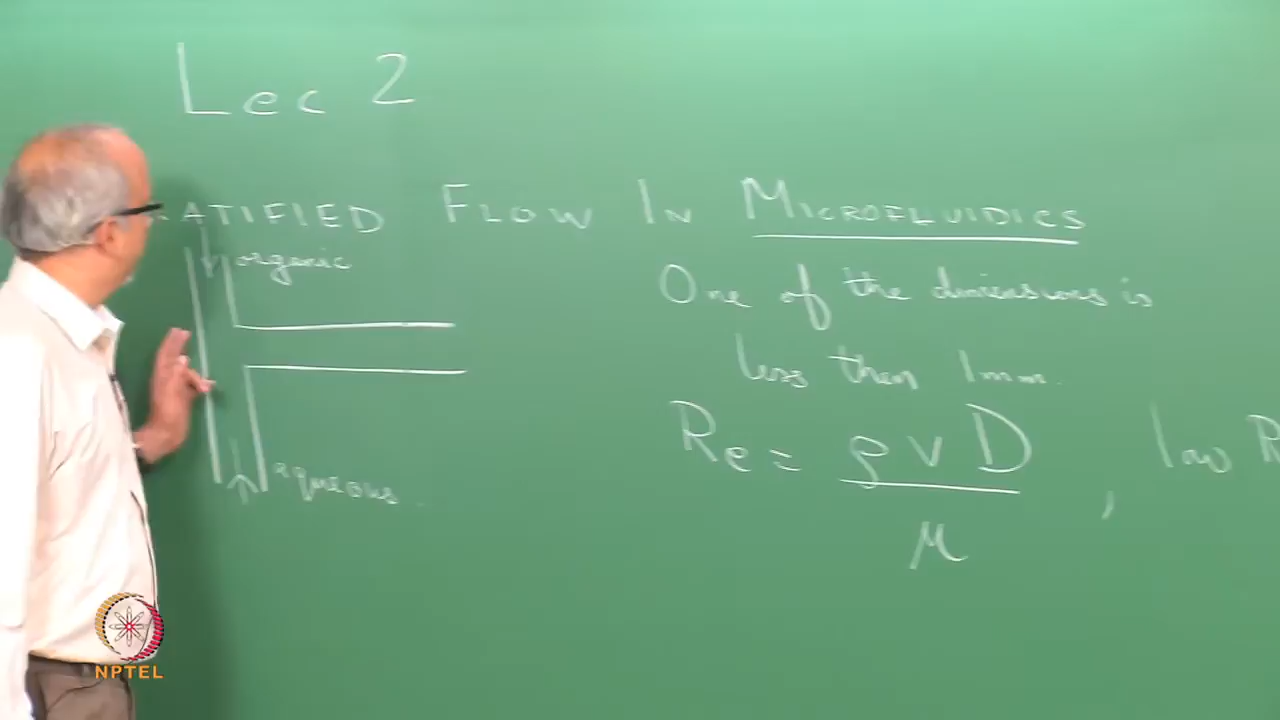 Lec 2
ATIFIED FLOW IN MICROFLUIDICS
organic
One of the dimensions is
less than 1mm.
Re = ρ v D / μ , low R
aqueous
NPTEL